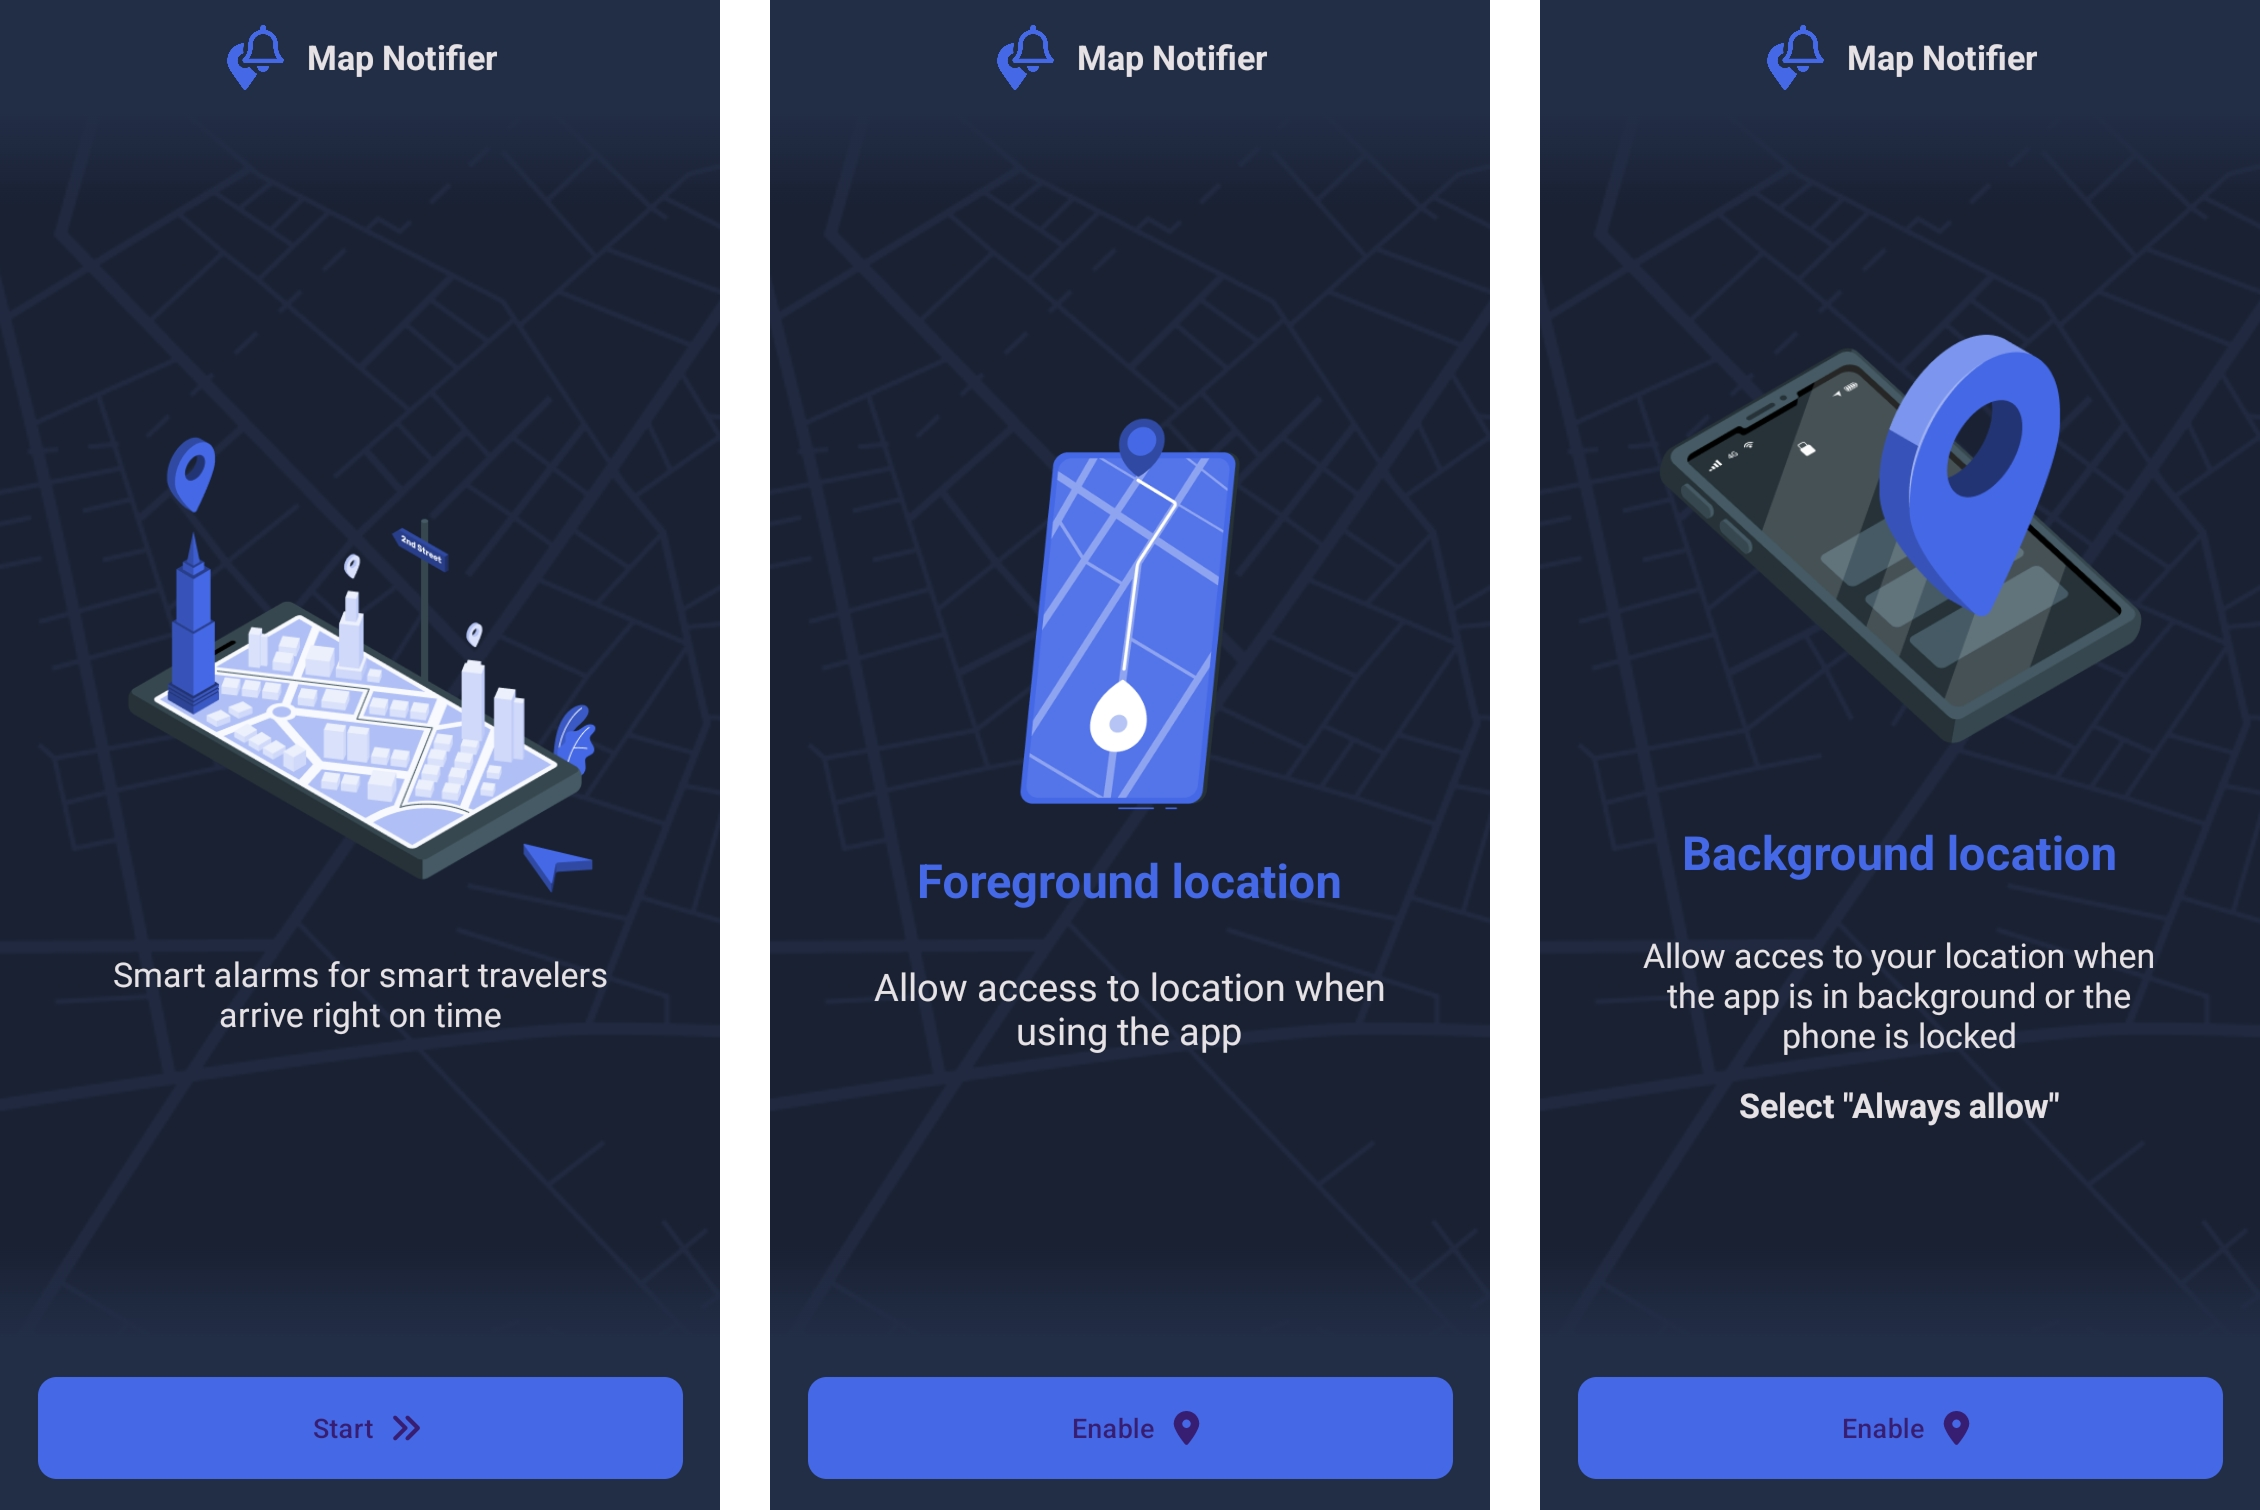 Map Notifier
2nd Street
Smart alarms for smart travelers
arrive right on time
Start
Map Notifier
Foreground location
Allow access to location when
using the app
Enable
Map Notifier
4G
Background location
Allow acces to your location when
the app is in background or the
phone is locked
Select "Always allow"
Enable